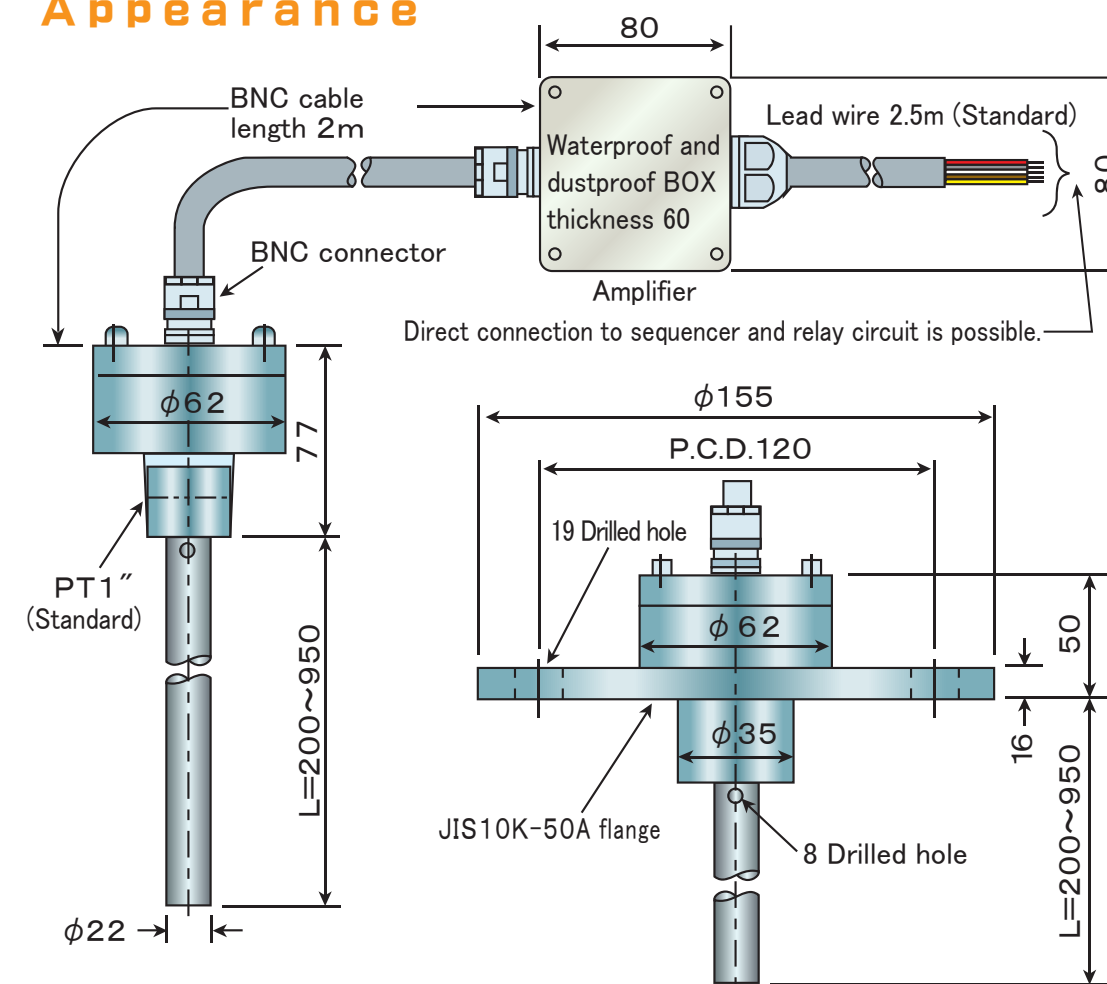 Appearance
80
BNC cable
length 2m
Lead wire 2.5m (Standard)
Waterproof and
dustproof BOX
thickness 60
80
BNC connector
Amplifier
Direct connection to sequencer and relay circuit is possible.
φ62
77
φ155
P.C.D.120
19 Drilled hole
PT1″
(Standard)
φ62
50
16
φ35
L=200~950
JIS10K-50A flange
8 Drilled hole
L=200~950
φ22